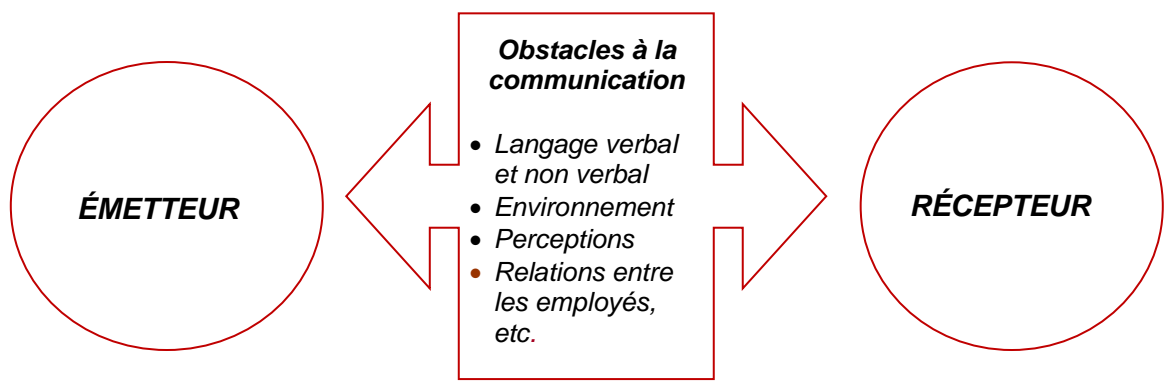 ÉMETTEUR
Obstacles à la
communication
• Langage verbal
et non verbal
• Environnement
• Perceptions
• Relations entre
les employés,
etc.
RÉCEPTEUR